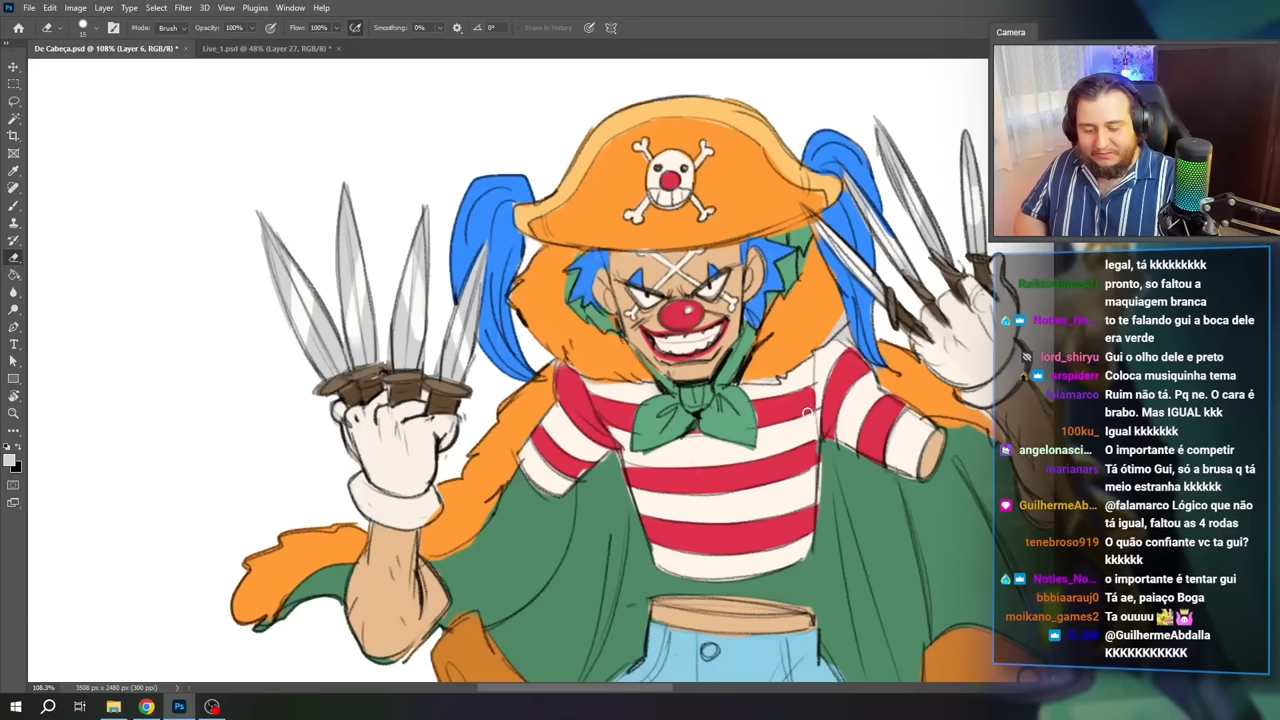 File Edit Image Layer Type Select Filter 3D View Plugins Window Help
15 Mode: Brush Opacity: 100% Flow: 100% Smoothing: 0% 0° Erase to History
De Cabeça.psd @ 108% (Layer 6, RGB/8) * × Live_1.psd @ 48% (Layer 27, RGB/8) * ×
Camera
legal, tá kkkkkkkkk
pronto, so faltou a
maquiagem branca
to te falando gui a boca dele
era verde
lord_shiryu Gui o olho dele e preto
Coloca musiquinha tema
Ruim não tá. Pq ne. O cara é
brabo. Mas IGUAL kkk
100ku_ Igual kkkkkkk
angelonasci... O importante é competir
marianars Tá ótimo Gui, só a brusa q tá
meio estranha kkkkkk
GuilhermeAb... @falamarco Lógico que não
tá igual, faltou as 4 rodas
tenebroso919 O quão confiante vc ta gui?
kkkkkk
Noties_No... o importante é tentar gui
bbbiaarauj0 Tá ae, paiaço Boga
moikano_games2 Ta ouuuu
@GuilhermeAbdalla
KKKKKKKKKKK
108.3% 3508 px x 2480 px (300 ppi)
Ps